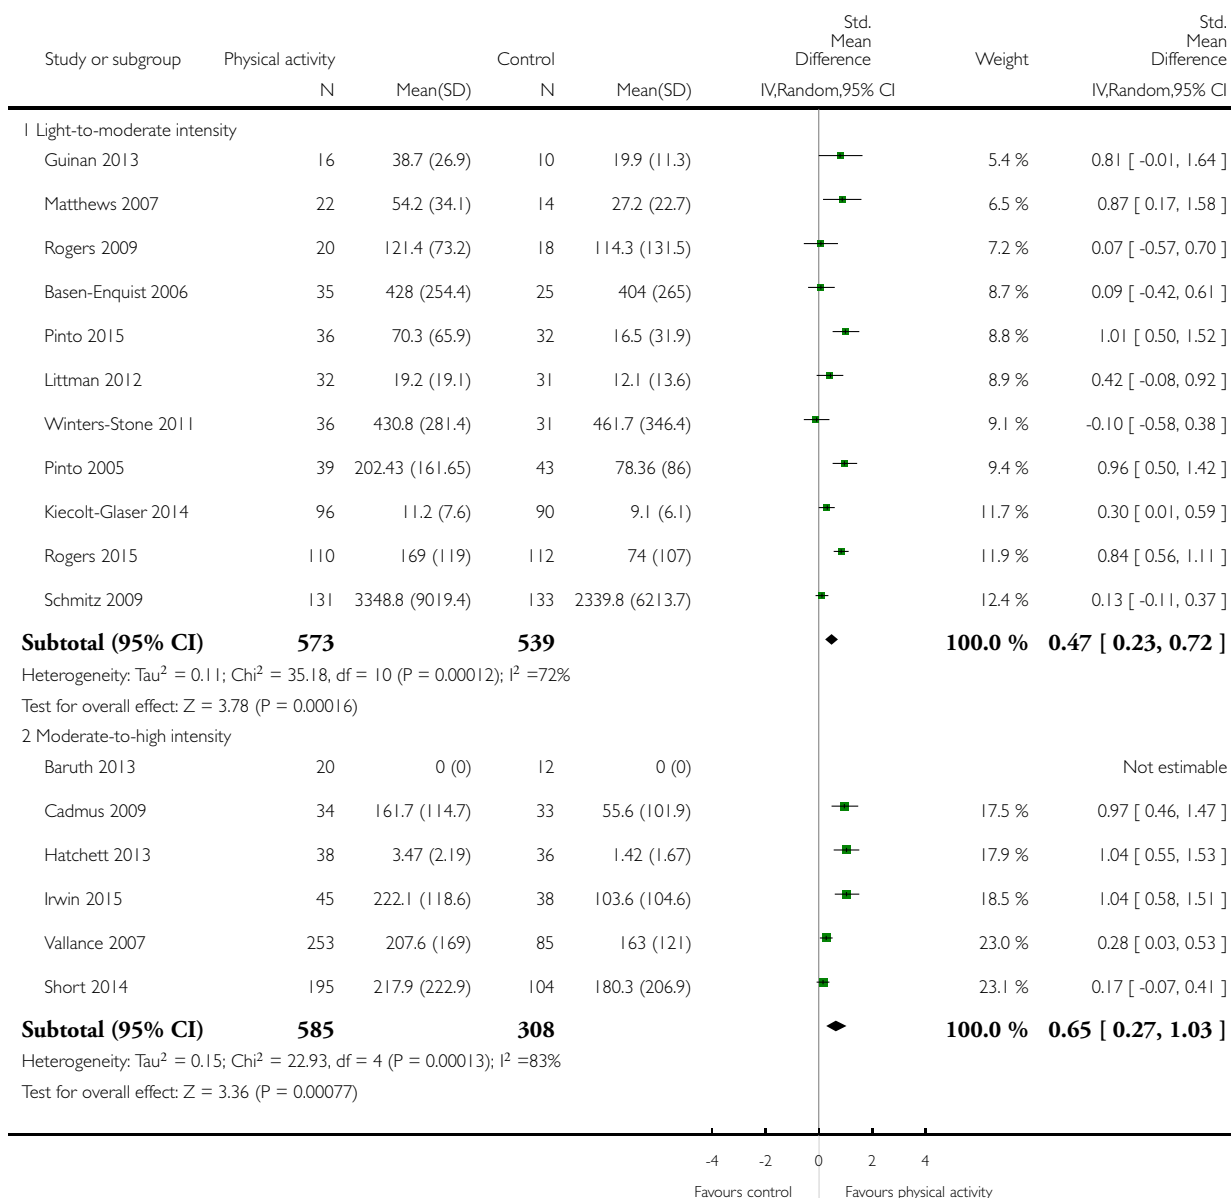 Study or subgroup Physical activity Control Std. Mean Difference Weight Std. Mean Difference
N Mean(SD) N Mean(SD) IV,Random,95% CI IV,Random,95% CI
1 Light-to-moderate intensity
Guinan 2013 16 38.7 (26.9) 10 19.9 (11.3) 5.4 % 0.81 [ -0.01, 1.64 ]
Matthews 2007 22 54.2 (34.1) 14 27.2 (22.7) 6.5 % 0.87 [ 0.17, 1.58 ]
Rogers 2009 20 121.4 (73.2) 18 114.3 (131.5) 7.2 % 0.07 [ -0.57, 0.70 ]
Basen-Enquist 2006 35 428 (254.4) 25 404 (265) 8.7 % 0.09 [ -0.42, 0.61 ]
Pinto 2015 36 70.3 (65.9) 32 16.5 (31.9) 8.8 % 1.01 [ 0.50, 1.52 ]
Littman 2012 32 19.2 (19.1) 31 12.1 (13.6) 8.9 % 0.42 [ -0.08, 0.92 ]
Winters-Stone 2011 36 430.8 (281.4) 31 461.7 (346.4) 9.1 % -0.10 [ -0.58, 0.38 ]
Pinto 2005 39 202.43 (161.65) 43 78.36 (86) 9.4 % 0.96 [ 0.50, 1.42 ]
Kiecolt-Glaser 2014 96 11.2 (7.6) 90 9.1 (6.1) 11.7 % 0.30 [ 0.01, 0.59 ]
Rogers 2015 110 169 (119) 112 74 (107) 11.9 % 0.84 [ 0.56, 1.11 ]
Schmitz 2009 131 3348.8 (9019.4) 133 2339.8 (6213.7) 12.4 % 0.13 [ -0.11, 0.37 ]
Subtotal (95% CI) 573 539 100.0 % 0.47 [ 0.23, 0.72 ]
Heterogeneity: Tau² = 0.11; Chi² = 35.18, df = 10 (P = 0.00012); I² =72%
Test for overall effect: Z = 3.78 (P = 0.00016)
2 Moderate-to-high intensity
Baruth 2013 20 0 (0) 12 0 (0) Not estimable
Cadmus 2009 34 161.7 (114.7) 33 55.6 (101.9) 17.5 % 0.97 [ 0.46, 1.47 ]
Hatchett 2013 38 3.47 (2.19) 36 1.42 (1.67) 17.9 % 1.04 [ 0.55, 1.53 ]
Irwin 2015 45 222.1 (118.6) 38 103.6 (104.6) 18.5 % 1.04 [ 0.58, 1.51 ]
Vallance 2007 253 207.6 (169) 85 163 (121) 23.0 % 0.28 [ 0.03, 0.53 ]
Short 2014 195 217.9 (222.9) 104 180.3 (206.9) 23.1 % 0.17 [ -0.07, 0.41 ]
Subtotal (95% CI) 585 308 100.0 % 0.65 [ 0.27, 1.03 ]
Heterogeneity: Tau² = 0.15; Chi² = 22.93, df = 4 (P = 0.00013); I² =83%
Test for overall effect: Z = 3.36 (P = 0.00077)
-4 -2 0 2 4
Favours control Favours physical activity